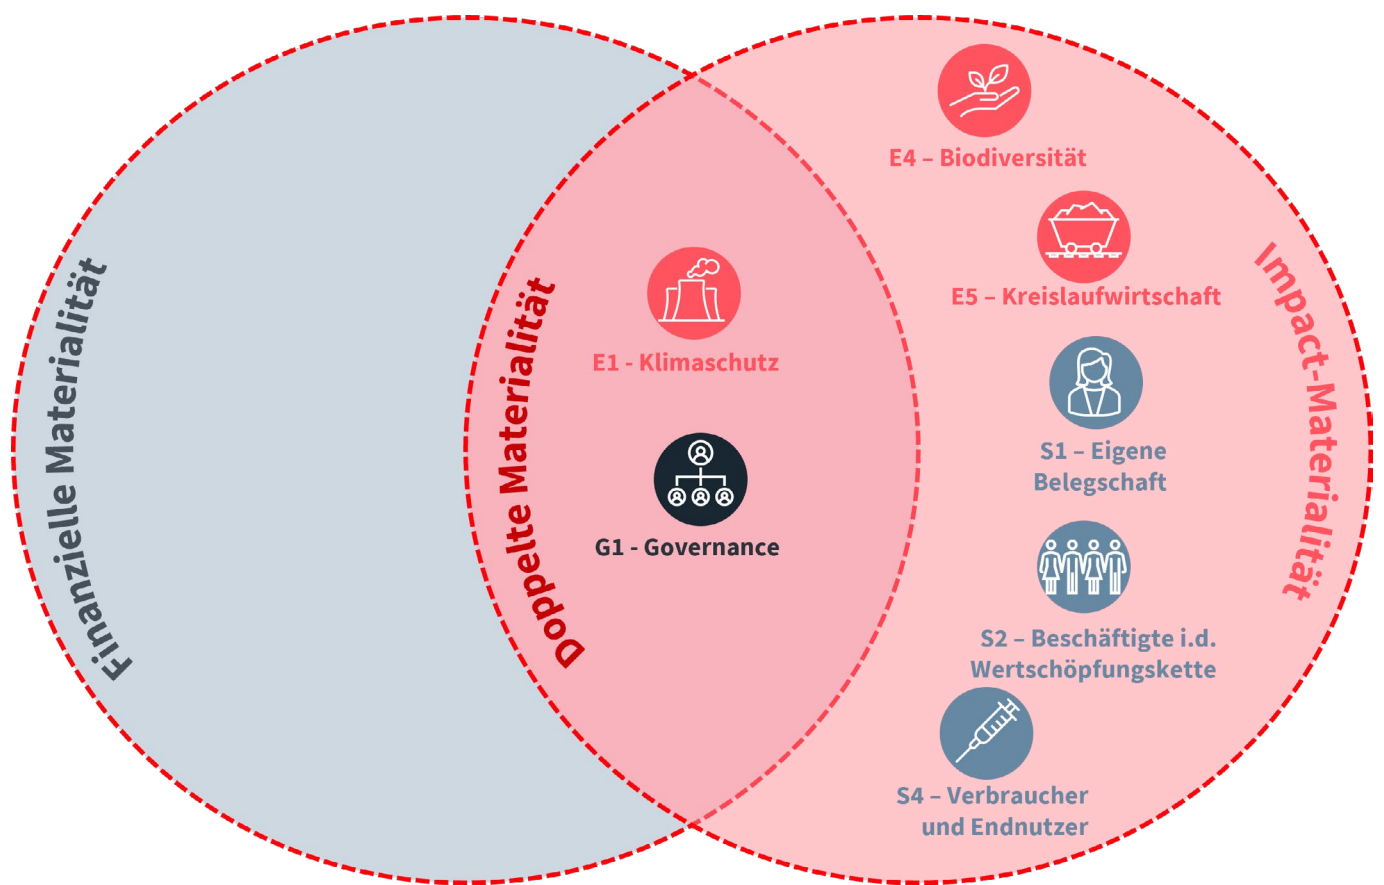 Finanzielle Materialität
Doppelte Materialität
E1 - Klimaschutz
G1 - Governance
E4 – Biodiversität
E5 – Kreislaufwirtschaft
S1 – Eigene
Belegschaft
S2 – Beschäftigte i.d.
Wertschöpfungskette
S4 – Verbraucher
und Endnutzer
Impact-Materialität